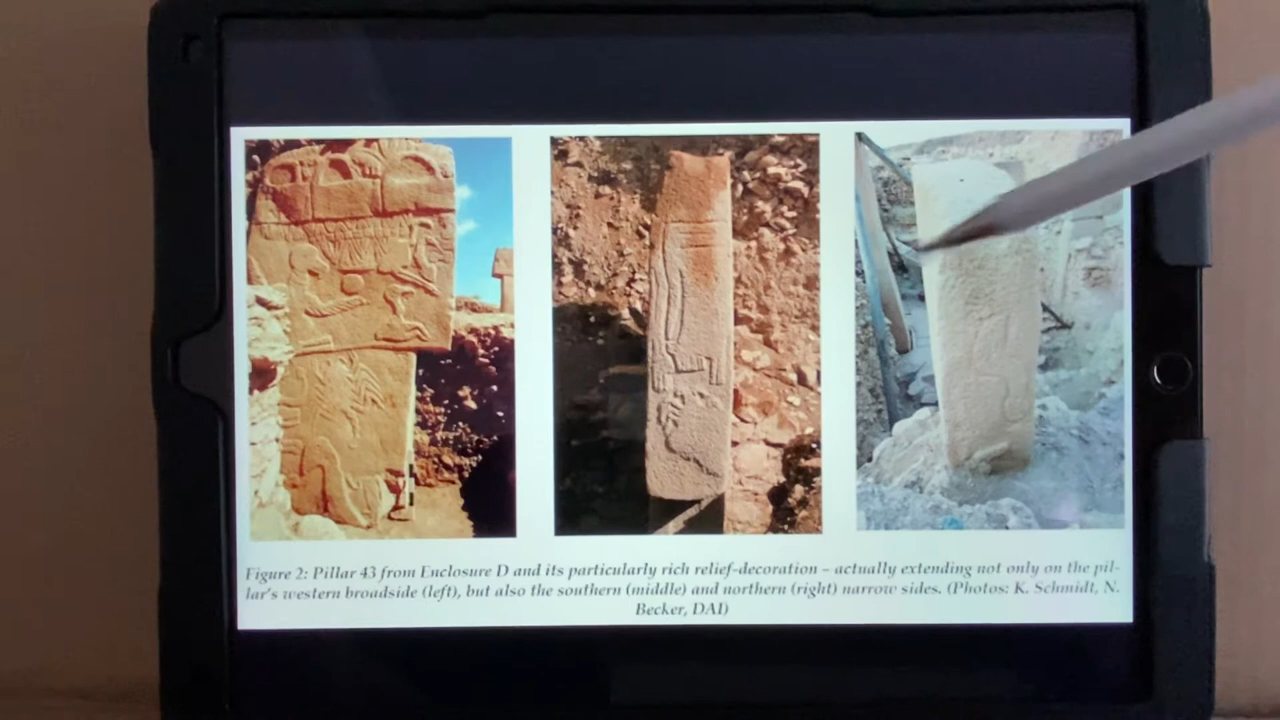 Figure 2: Pillar 43 from Enclosure D and its particularly rich relief-decoration – actually extending not only on the pil-
lar's western broadside (left), but also the southern (middle) and northern (right) narrow sides. (Photos: K. Schmidt, N.
Becker, DAI)